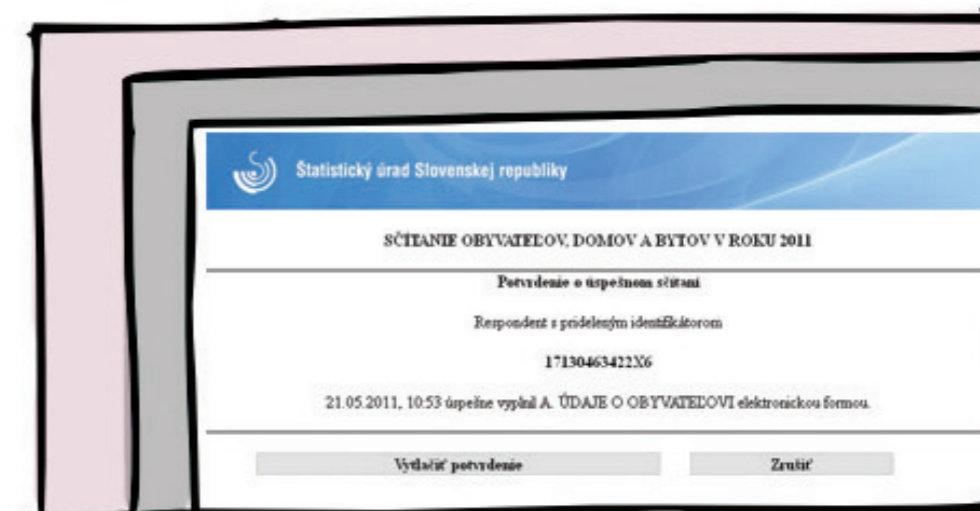 Štatistický úrad Slovenskej republiky
SČÍTANIE OBYVATEĽOV, DOMOV A BYTOV V ROKU 2011
Potvrdenie o úspešnom sčítaní
Respondent s prideleným identifikátorom
17130463422X6
21.05.2011, 10:53 úspešne vyplnil A. ÚDAJE O OBYVATEĽOVI elektronickou formou.
Vytlačiť potvrdenie Zrušiť